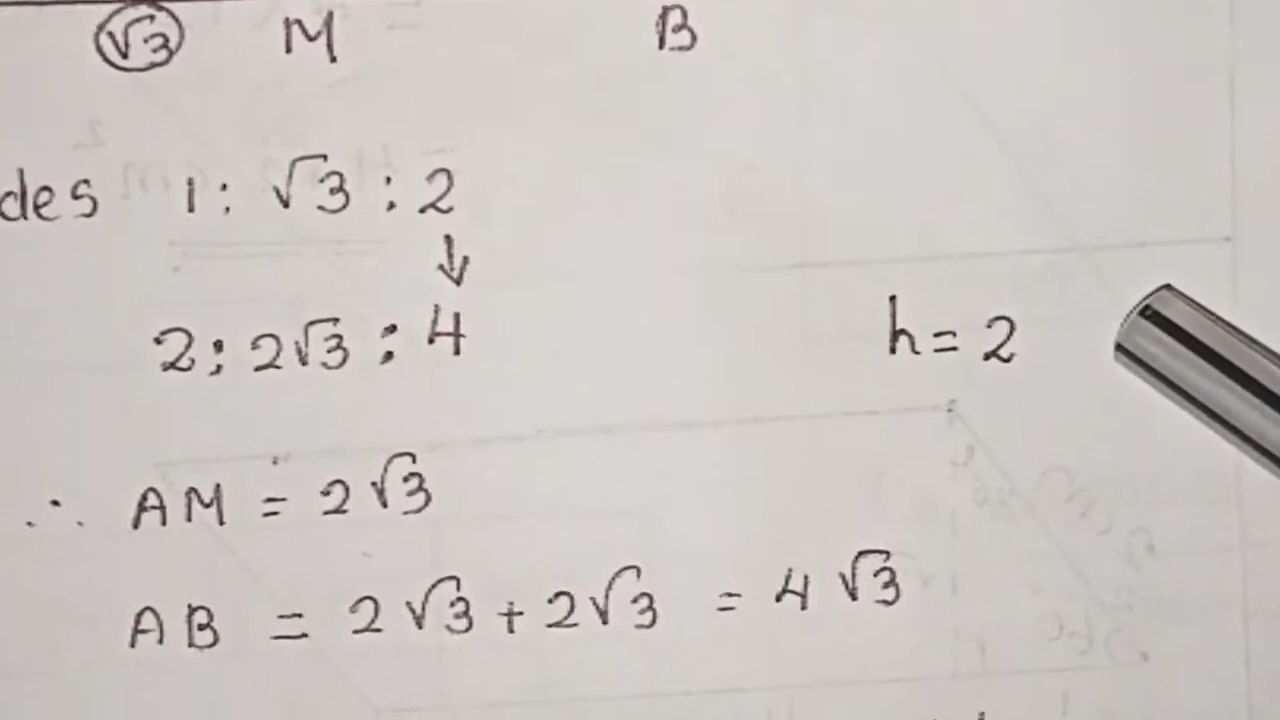 √3 M B
des 1 : √3 : 2
↓
2 : 2√3 : 4
h = 2
∴ AM = 2√3
AB = 2√3 + 2√3 = 4√3